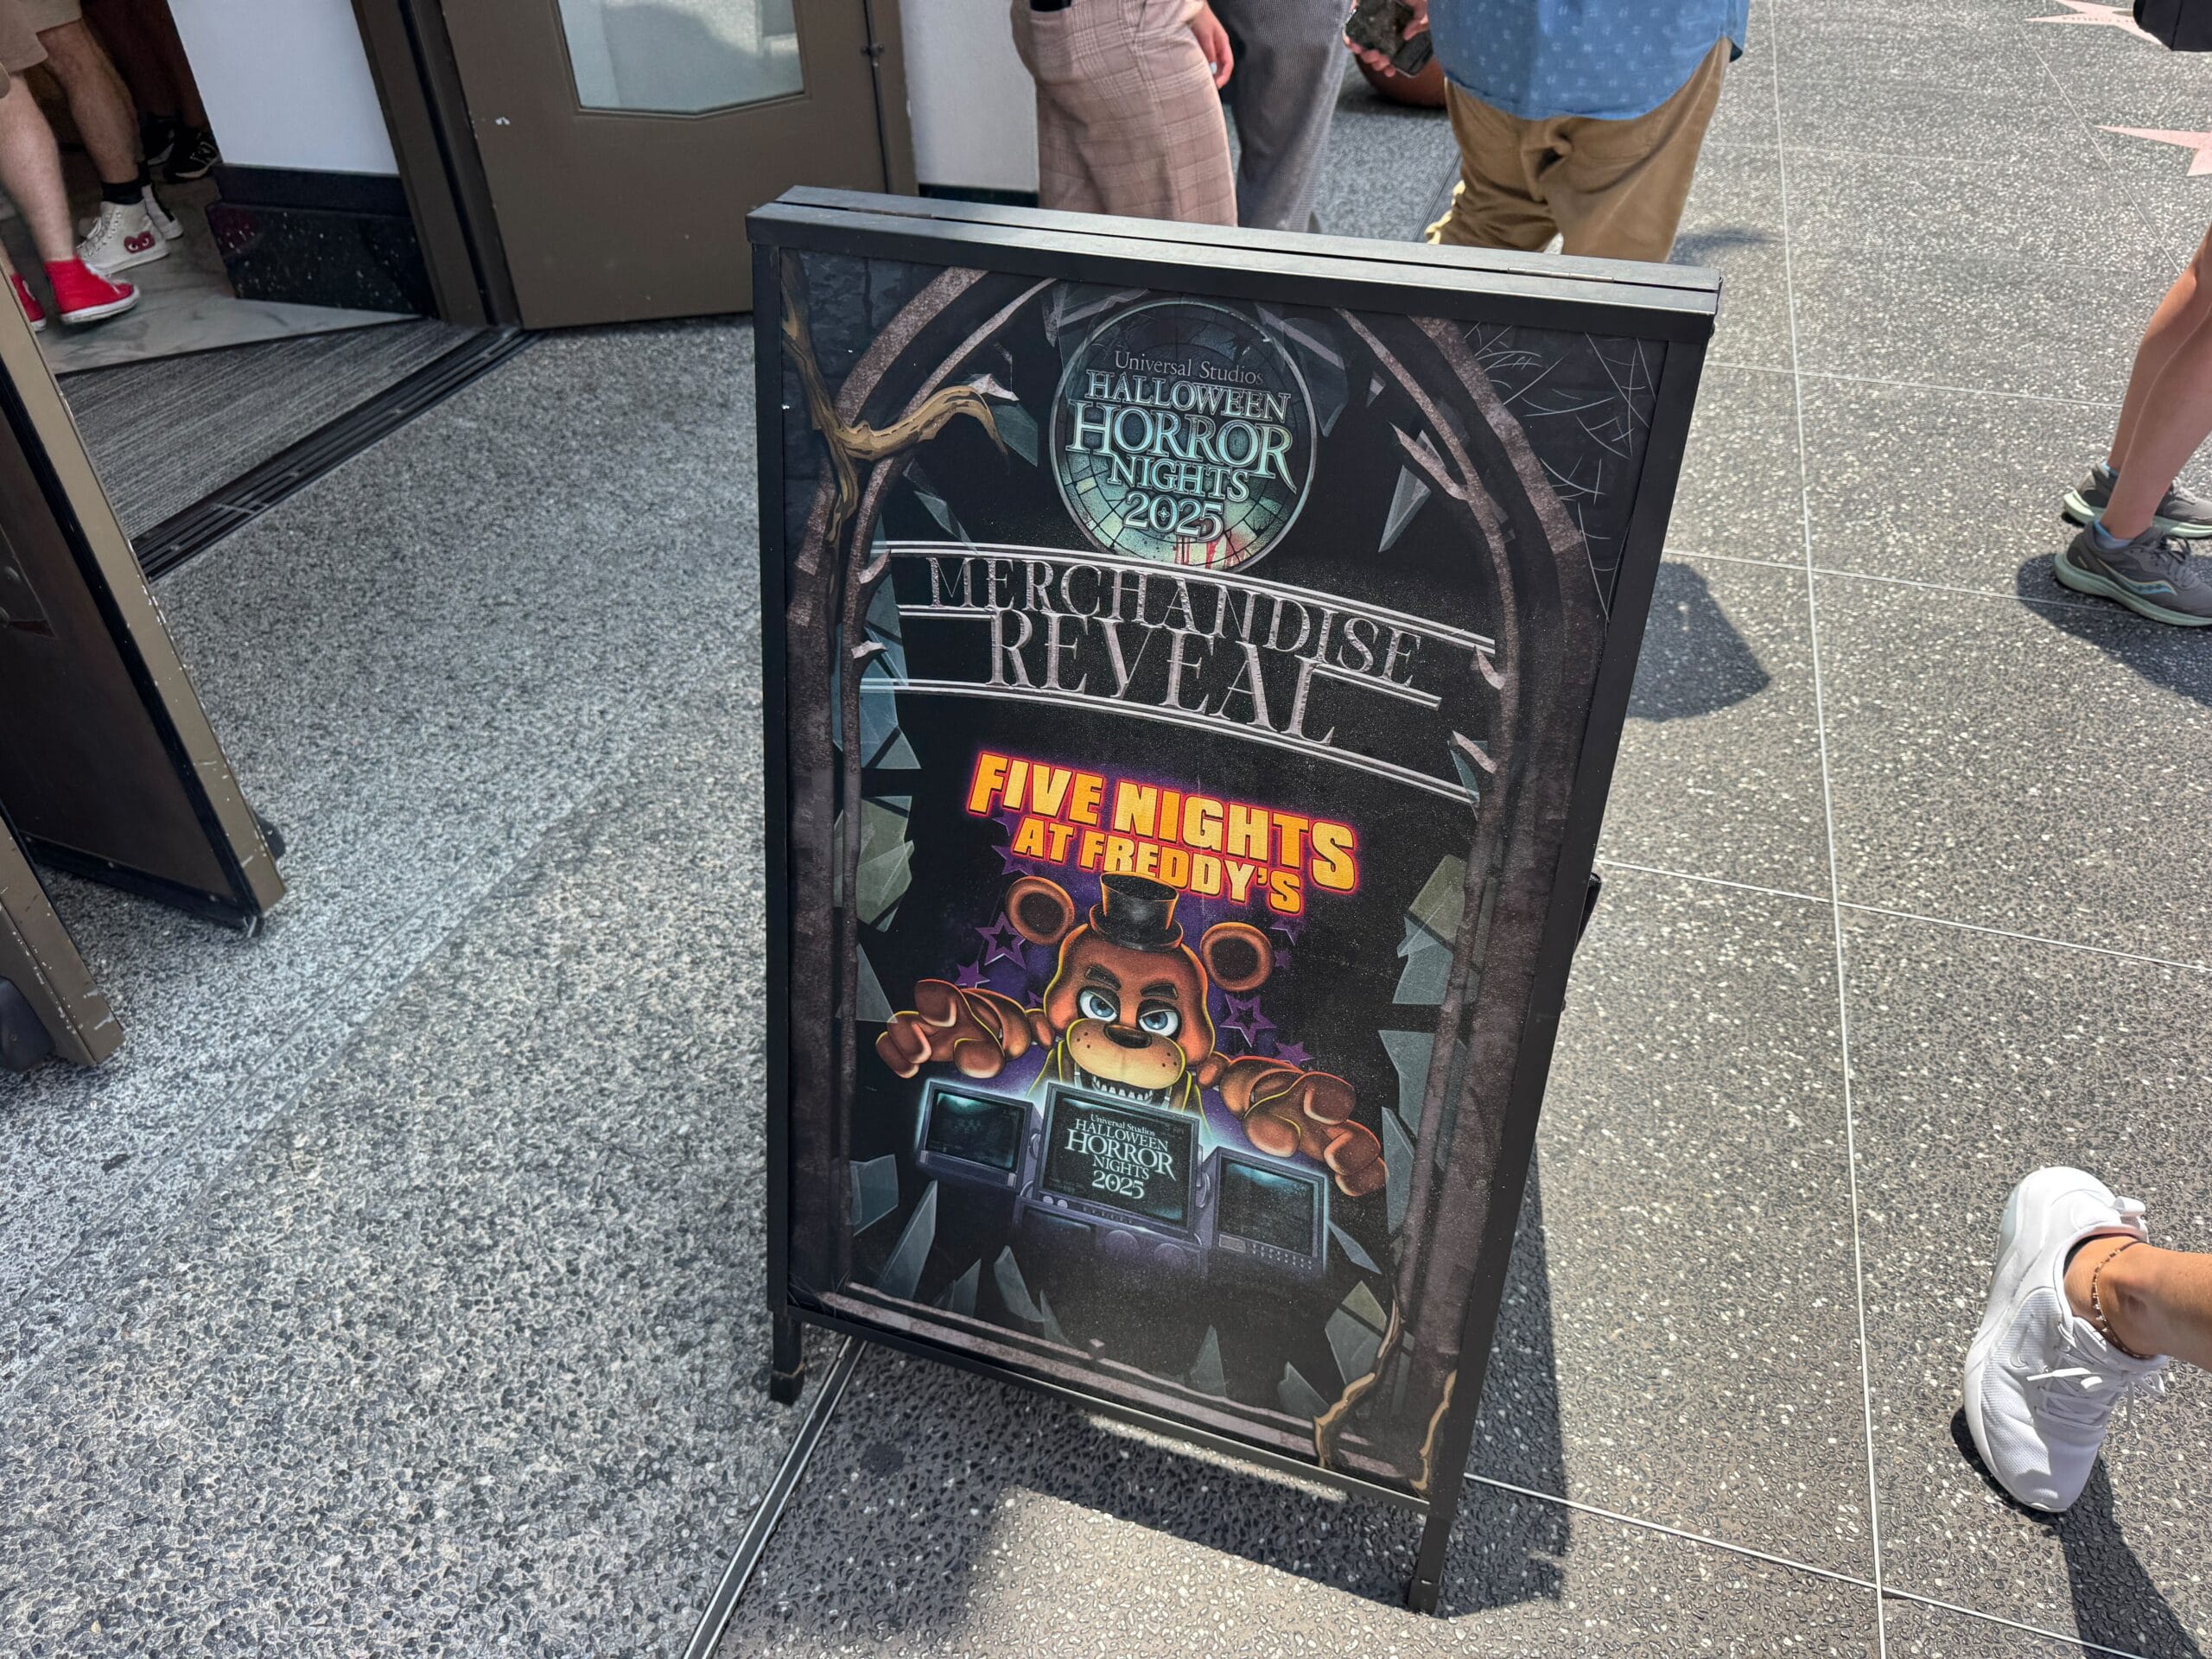 Universal Studios
HALLOWEEN
HORROR
NIGHTS
2025
MERCHANDISE
REVEAL
FIVE NIGHTS
AT FREDDY'S
Universal Studios
HALLOWEEN
HORROR
NIGHTS
2025